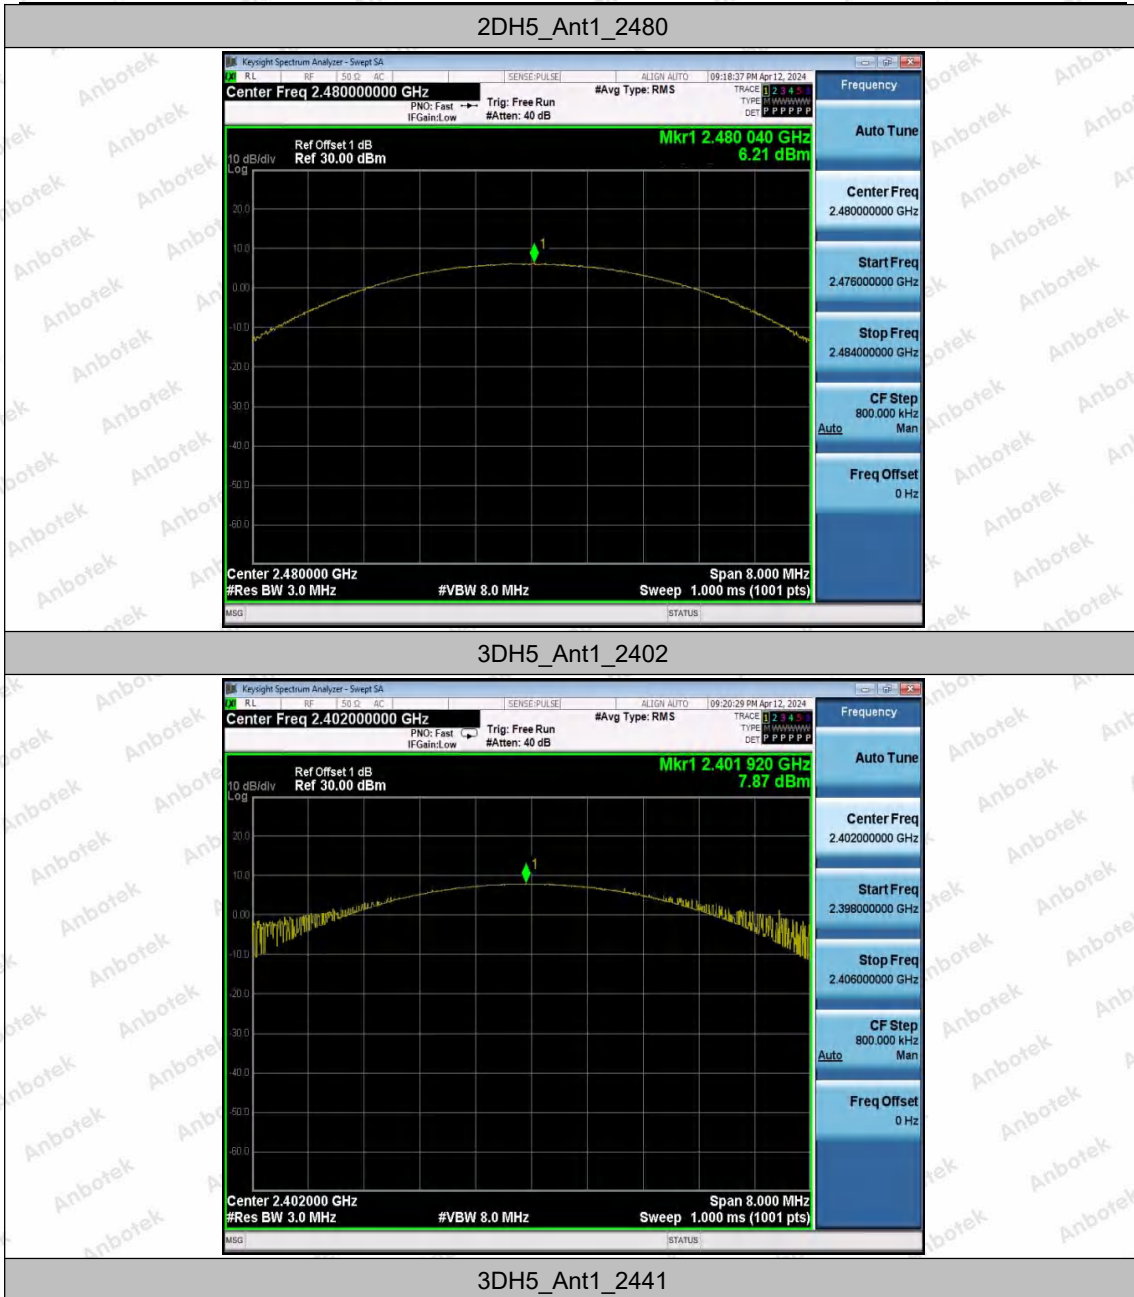 2DH5_Ant1_2480
Keysight Spectrum Analyzer - Swept SA
RL RF 50 Ω AC SENSE:PULSE ALIGN AUTO 09:18:37 PM Apr 12, 2024
Center Freq 2.480000000 GHz #Avg Type: RMS TRACE 1 2 3 4 5 6
PNO: Fast Trig: Free Run TYPE M WWWWW
IFGain:Low #Atten: 40 dB DET P P P P P P
Frequency
Mkr1 2.480 040 GHz
6.21 dBm
Ref Offset 1 dB
10 dB/div Ref 30.00 dBm
Log
20.0
10.0
0.00
-10.0
-20.0
-30.0
-40.0
-50.0
-60.0
1
Center 2.480000 GHz Span 8.000 MHz
#Res BW 3.0 MHz #VBW 8.0 MHz Sweep 1.000 ms (1001 pts)
MSG STATUS
Auto Tune
Center Freq
2.480000000 GHz
Start Freq
2.476000000 GHz
Stop Freq
2.484000000 GHz
CF Step
800.000 kHz
Auto Man
Freq Offset
0 Hz
3DH5_Ant1_2402
Keysight Spectrum Analyzer - Swept SA
RL RF 50 Ω AC SENSE:PULSE ALIGN AUTO 09:20:29 PM Apr 12, 2024
Center Freq 2.402000000 GHz #Avg Type: RMS TRACE 1 2 3 4 5 6
PNO: Fast Trig: Free Run TYPE M WWWWW
IFGain:Low #Atten: 40 dB DET P P P P P P
Frequency
Mkr1 2.401 920 GHz
7.87 dBm
Ref Offset 1 dB
10 dB/div Ref 30.00 dBm
Log
20.0
10.0
0.00
-10.0
-20.0
-30.0
-40.0
-50.0
-60.0
1
Center 2.402000 GHz Span 8.000 MHz
#Res BW 3.0 MHz #VBW 8.0 MHz Sweep 1.000 ms (1001 pts)
MSG STATUS
Auto Tune
Center Freq
2.402000000 GHz
Start Freq
2.398000000 GHz
Stop Freq
2.406000000 GHz
CF Step
800.000 kHz
Auto Man
Freq Offset
0 Hz
3DH5_Ant1_2441
Anbotek